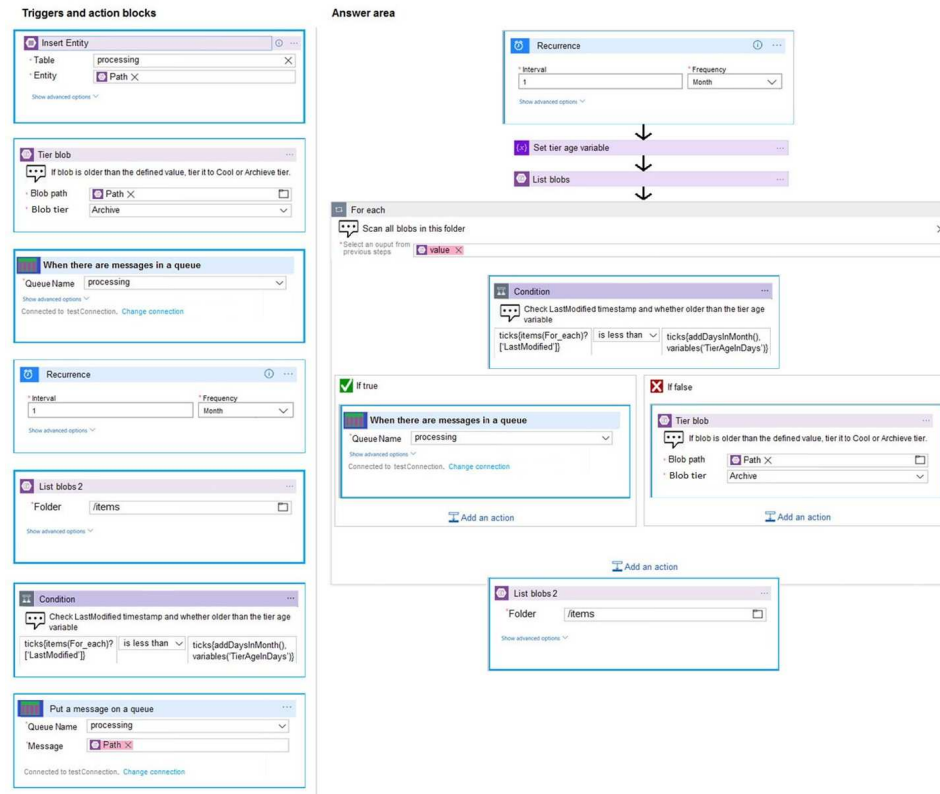 Triggers and action blocks
Insert Entity
* Table processing
* Entity Path
Show advanced options
Tier blob
If blob is older than the defined value, tier it to Cool or Archieve tier.
* Blob path Path
* Blob tier Archive
When there are messages in a queue
*Queue Name processing
Show advanced options
Connected to testConnection. Change connection
Recurrence
* Interval * Frequency
1 Month
Show advanced options
List blobs 2
*Folder /items
Show advanced options
Condition
Check LastModified timestamp and whether older than the tier age
variable
ticks{items(For_each)? is less than ticks{addDaysInMonth(),
['LastModified']} variables('TierAgeInDays')}
Put a message on a queue
*Queue Name processing
*Message Path
Connected to testConnection. Change connection
Answer area
Recurrence
* Interval * Frequency
1 Month
Show advanced options
{x} Set tier age variable
List blobs
For each
Scan all blobs in this folder
*Select an ouput from
previous steps value
Condition
Check LastModified timestamp and whether older than the tier age
variable
ticks{items(For_each)? is less than ticks{addDaysInMonth(),
['LastModified']} variables('TierAgeInDays')}
If true
When there are messages in a queue
*Queue Name processing
Show advanced options
Connected to testConnection. Change connection
Add an action
If false
Tier blob
If blob is older than the defined value, tier it to Cool or Archieve tier.
* Blob path Path
* Blob tier Archive
Add an action
Add an action
List blobs 2
*Folder /items
Show advanced options